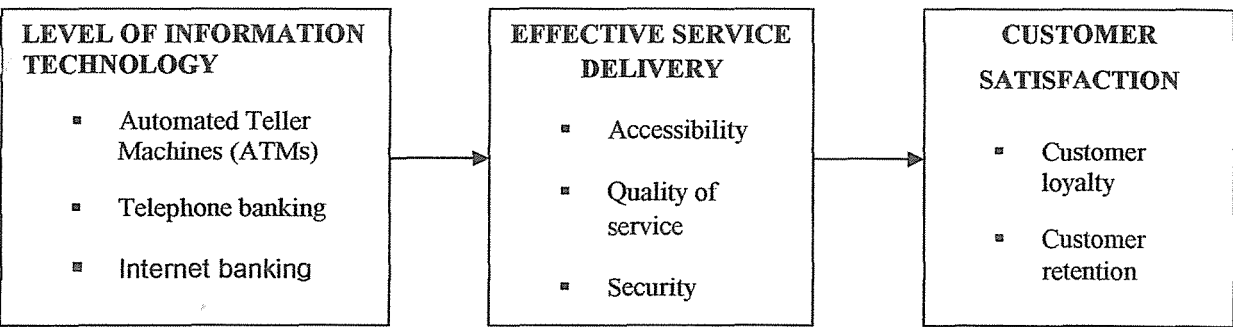 LEVEL OF INFORMATION
TECHNOLOGY
▪ Automated Teller
Machines (ATMs)
▪ Telephone banking
▪ Internet banking
EFFECTIVE SERVICE
DELIVERY
▪ Accessibility
▪ Quality of
service
▪ Security
CUSTOMER
SATISFACTION
▪ Customer
loyalty
▪ Customer
retention